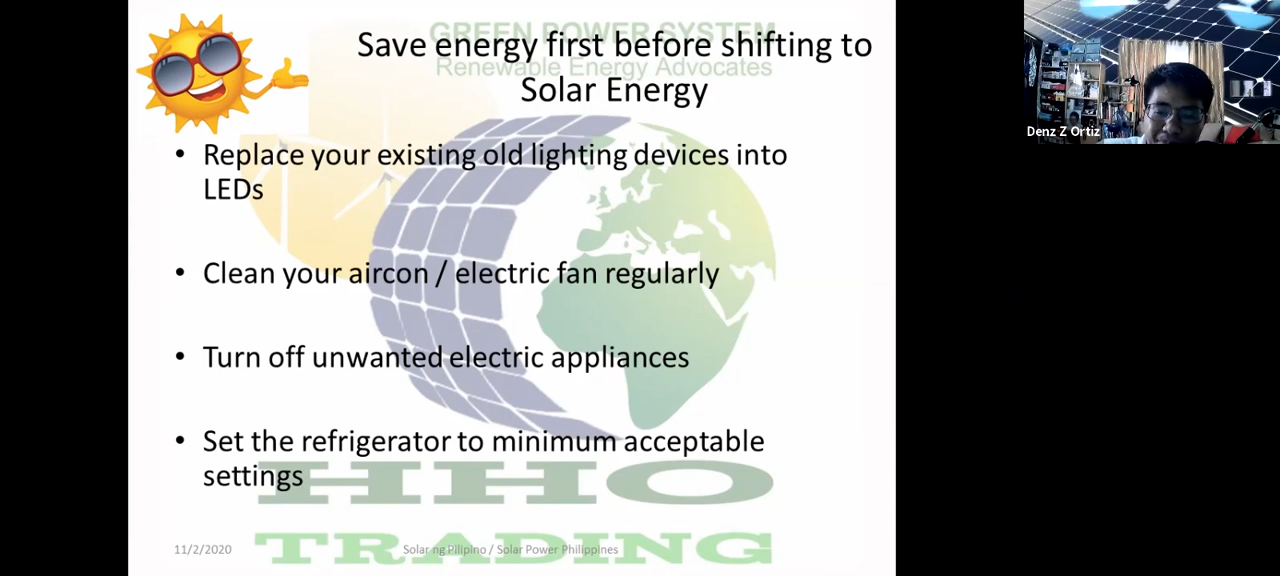 GREEN POWER SYSTEM
Renewable Energy Advocates
Save energy first before shifting to
Solar Energy
• Replace your existing old lighting devices into
LEDs
• Clean your aircon / electric fan regularly
• Turn off unwanted electric appliances
• Set the refrigerator to minimum acceptable
settings
HHO
TRADING
11/2/2020
Solar ng Pilipino / Solar Power Philippines
Denz Z Ortiz